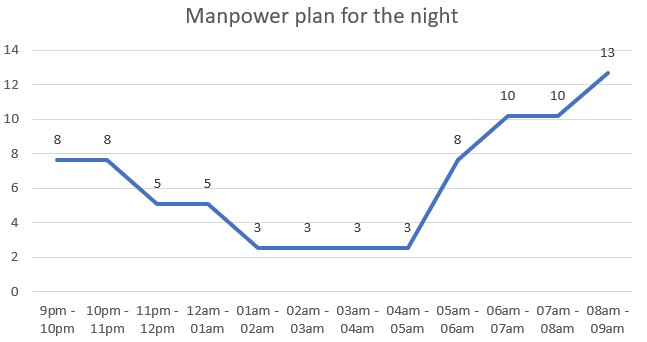 Manpower plan for the night
14
12
10
8
6
4
2
0
8
8
5
5
3
3
3
3
8
10
10
13
9pm -
10pm
10pm -
11pm
11pm -
12pm
12am -
01am
01am -
02am
02am -
03am
03am -
04am
04am -
05am
05am -
06am
06am -
07am
07am -
08am
08am -
09am